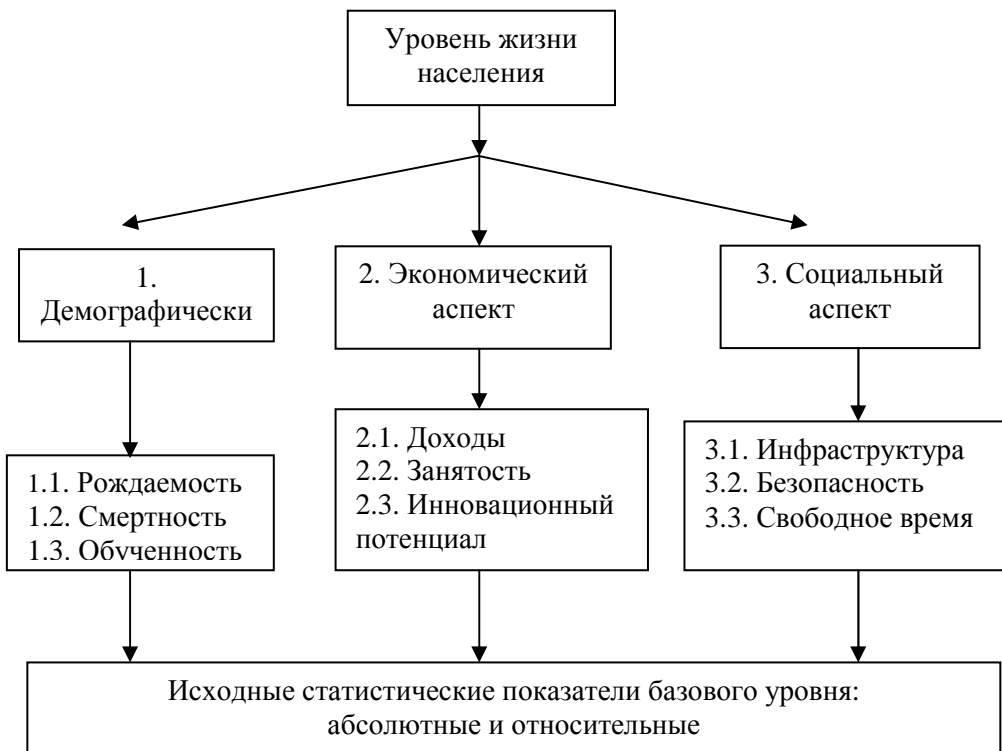 Уровень жизни
населения
1.
Демографически
2. Экономический
аспект
3. Социальный
аспект
1.1. Рождаемость
1.2. Смертность
1.3. Обученность
2.1. Доходы
2.2. Занятость
2.3. Инновационный
потенциал
3.1. Инфраструктура
3.2. Безопасность
3.3. Свободное время
Исходные статистические показатели базового уровня:
абсолютные и относительные